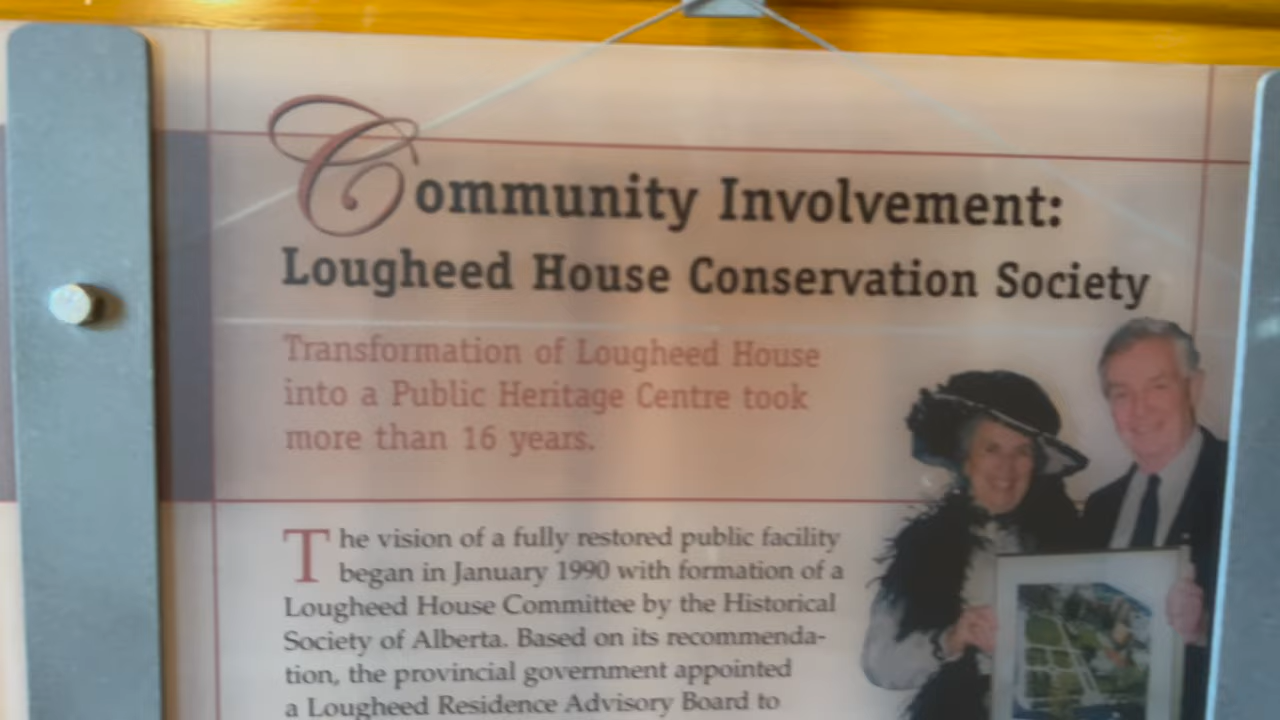 Community Involvement:
Lougheed House Conservation Society
Transformation of Lougheed House
into a Public Heritage Centre took
more than 16 years.
The vision of a fully restored public facility
began in January 1990 with formation of a
Lougheed House Committee by the Historical
Society of Alberta. Based on its recommenda-
tion, the provincial government appointed
a Lougheed Residence Advisory Board to